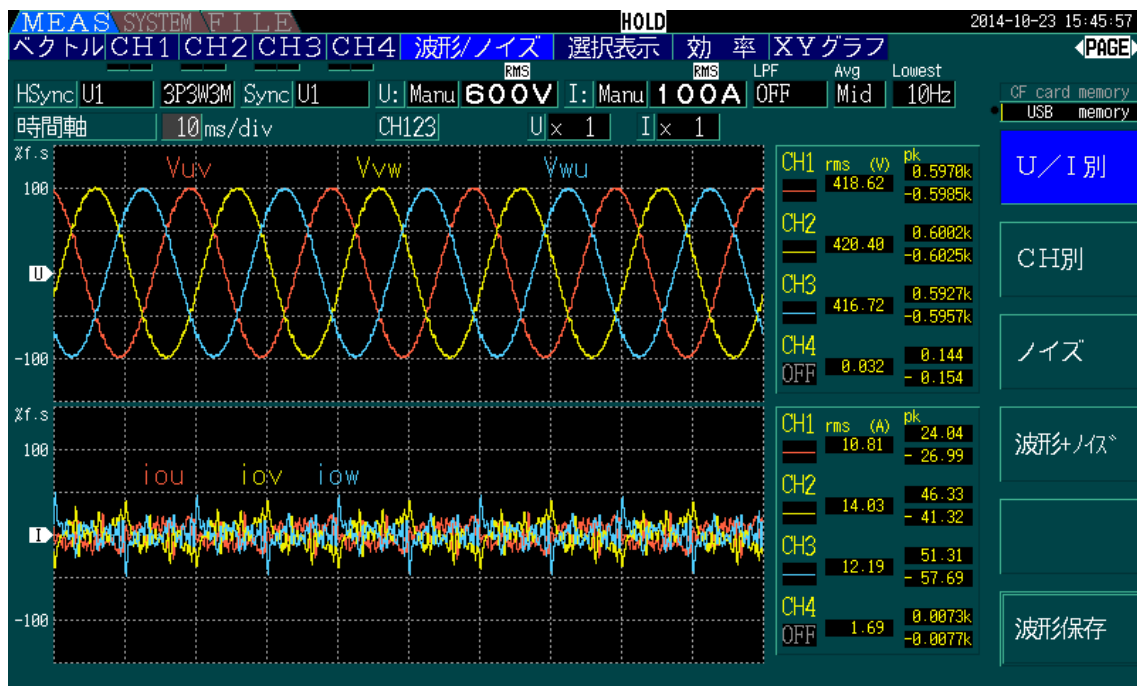 MEAS SYSTEM FILE HOLD 2014-10-23 15:45:57
ベクトル CH1 CH2 CH3 CH4 波形/ノイズ 選択表示 効 率 XYグラフ PAGE
RMS RMS LPF Avg Lowest
HSync U1 3P3W3M Sync U1 U: Manu 600V I: Manu 100A OFF Mid 10Hz
CF card memory
USB memory
時間軸 10ms/div CH123 U× 1 I× 1
%f.s
100
U
-100
Vuv Vvw Vwu
CH1 rms (V) pk
418.62 0.5970k
-0.5985k
CH2
420.40 0.6002k
-0.6025k
CH3
416.72 0.5927k
-0.5957k
CH4
OFF 0.032 0.144
- 0.154
%f.s
100
I
-100
iou iov iow
CH1 rms (A) pk
10.81 24.04
- 26.99
CH2
14.03 46.33
- 41.32
CH3
12.19 51.31
- 57.69
CH4
OFF 1.69 0.0073k
-0.0077k
U/I別
CH別
ノイズ
波形+ノイズ
波形保存